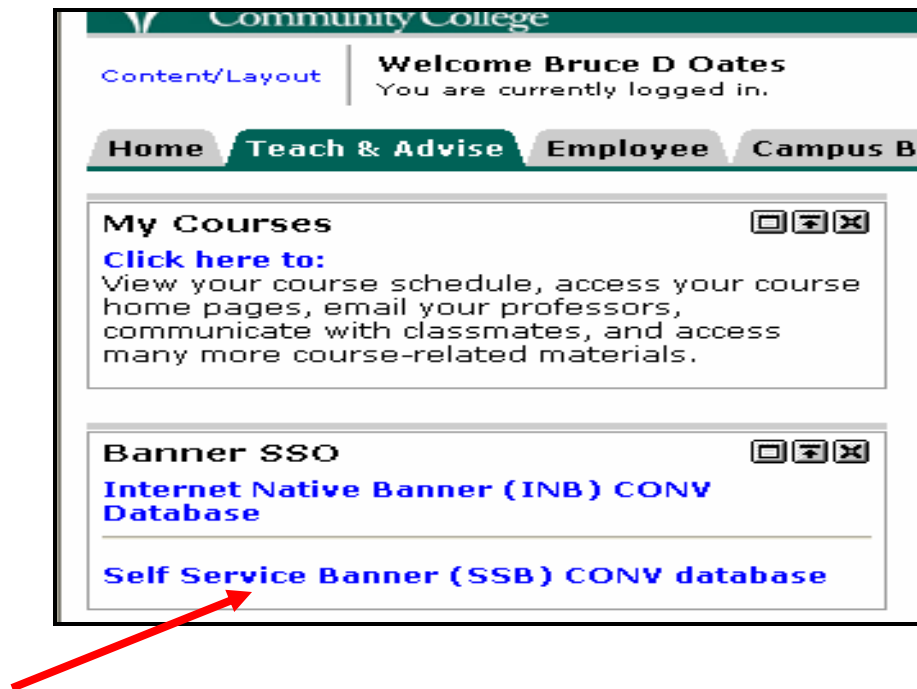 Community College
Content/Layout
Welcome Bruce D Oates
You are currently logged in.
Home Teach & Advise Employee Campus B
My Courses
Click here to:
View your course schedule, access your course
home pages, email your professors,
communicate with classmates, and access
many more course-related materials.
Banner SSO
Internet Native Banner (INB) CONV
Database
Self Service Banner (SSB) CONV database